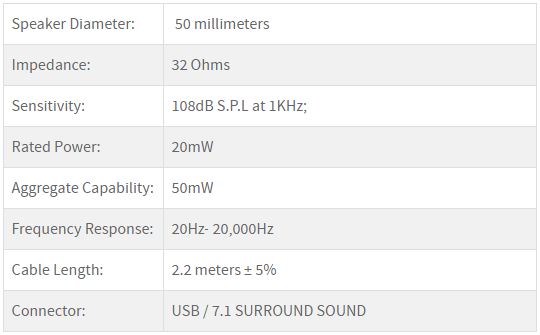 Speaker Diameter: 50 millimeters
Impedance: 32 Ohms
Sensitivity: 108dB S.P.L at 1KHz;
Rated Power: 20mW
Aggregate Capability: 50mW
Frequency Response: 20Hz- 20,000Hz
Cable Length: 2.2 meters ± 5%
Connector: USB / 7.1 SURROUND SOUND